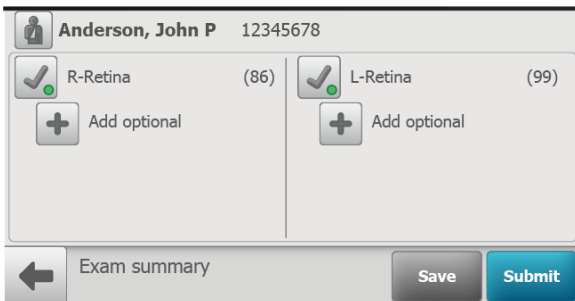 Anderson, John P 12345678
R-Retina (86)
Add optional
L-Retina (99)
Add optional
Exam summary
Save
Submit